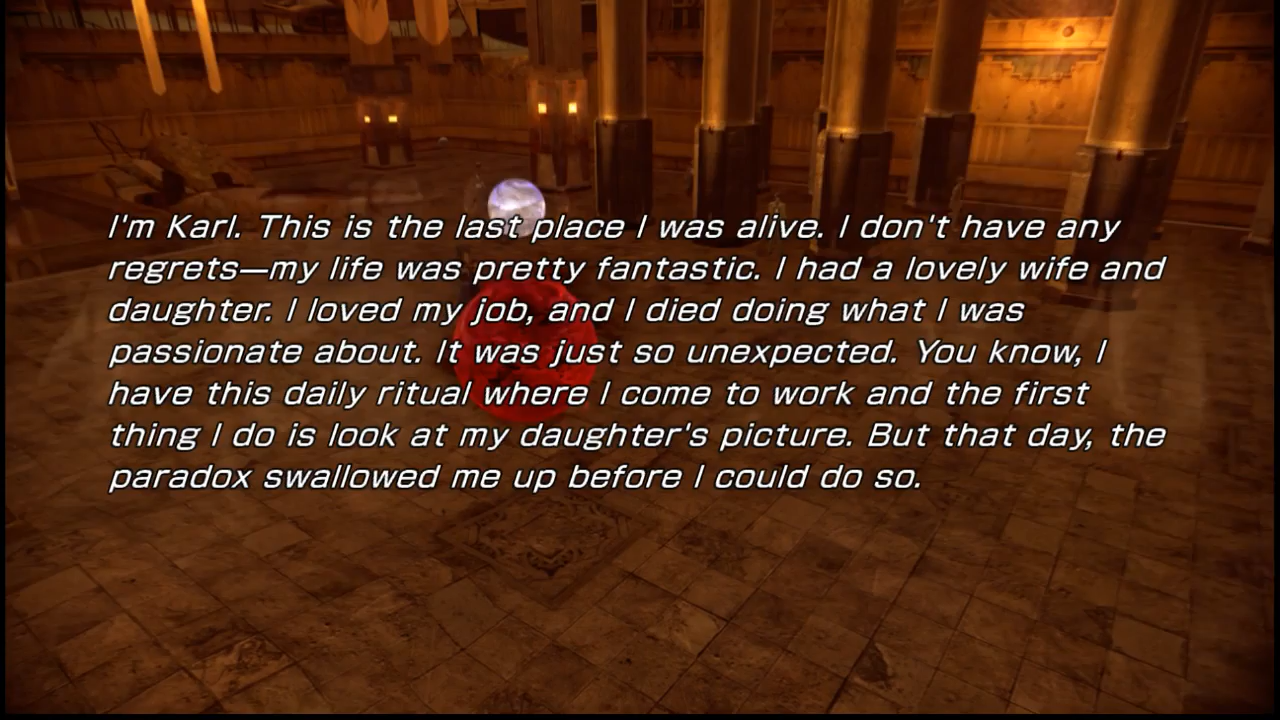 I'm Karl. This is the last place I was alive. I don't have any
regrets—my life was pretty fantastic. I had a lovely wife and
daughter. I loved my job, and I died doing what I was
passionate about. It was just so unexpected. You know, I
have this daily ritual where I come to work and the first
thing I do is look at my daughter's picture. But that day, the
paradox swallowed me up before I could do so.